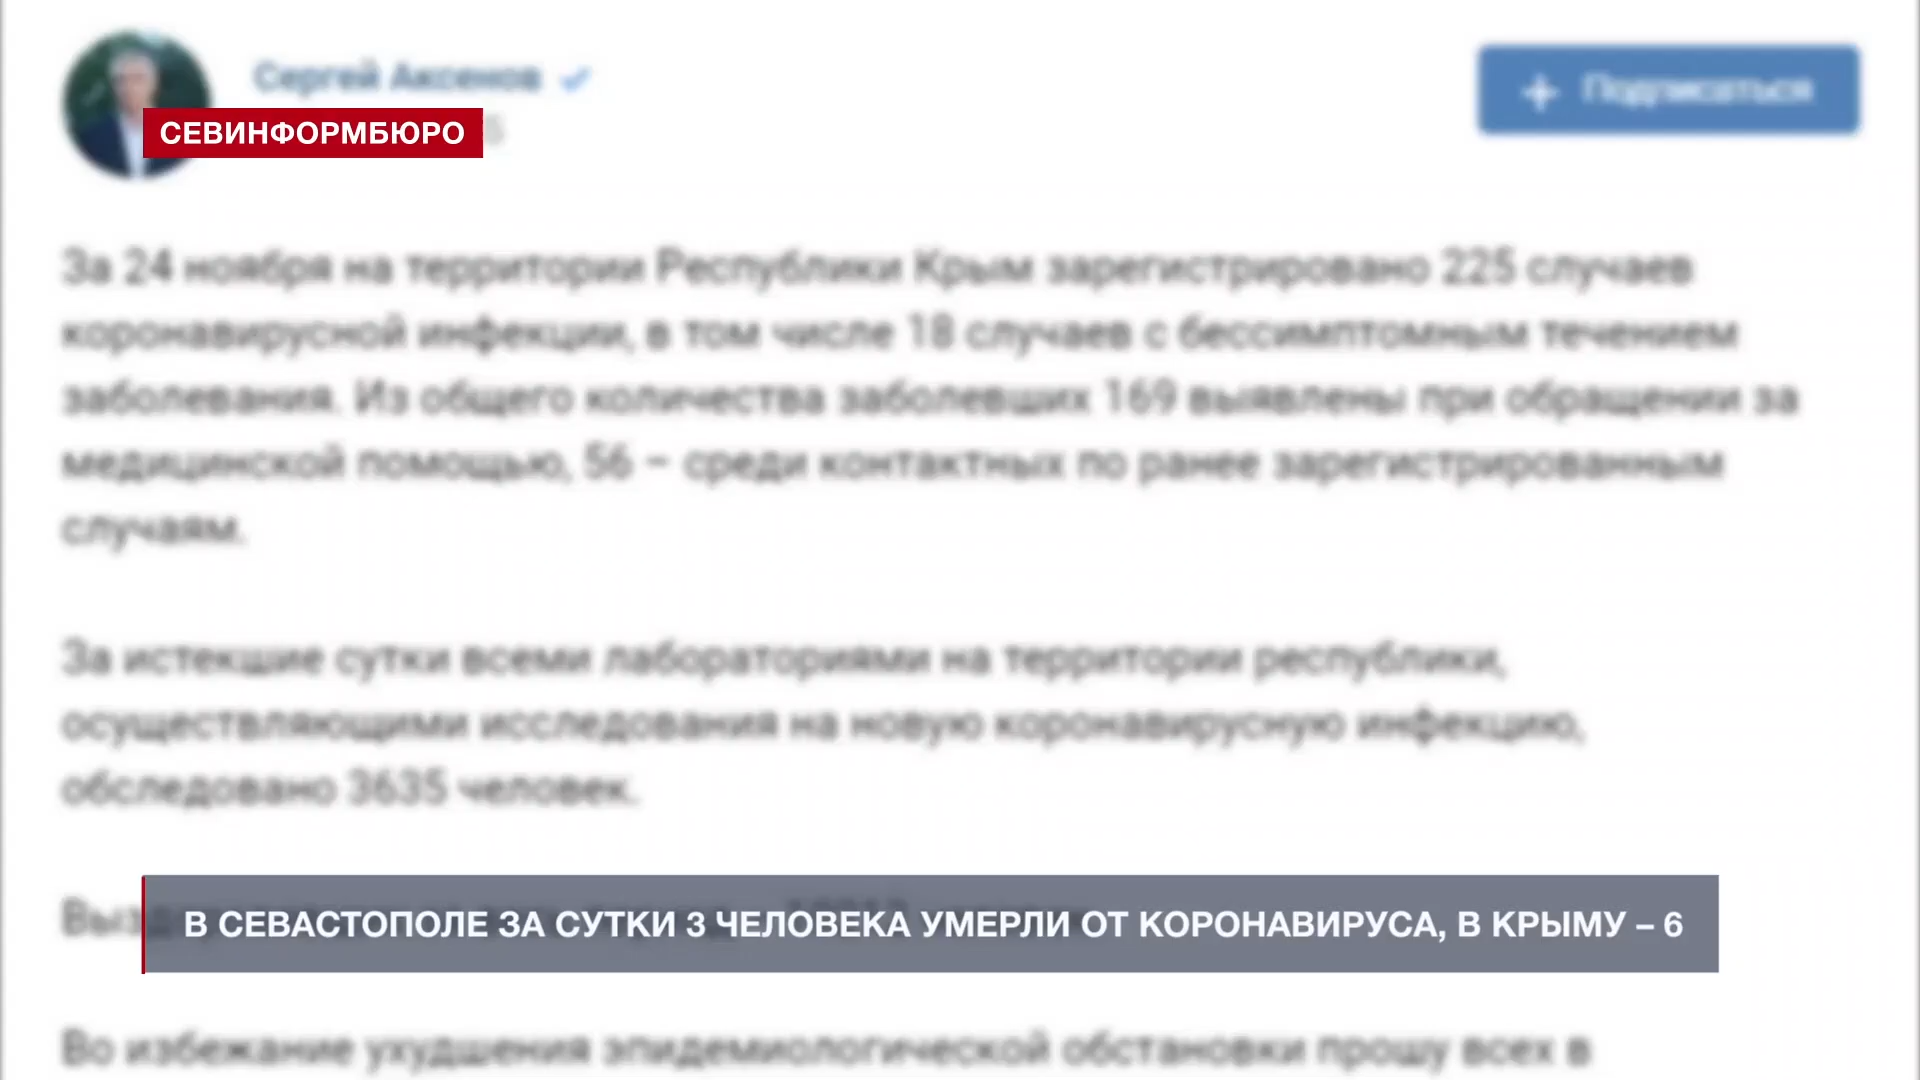 Сергей Аксенов
Подписаться
СЕВИНФОРМБЮРО
За 24 ноября на территории Республики Крым зарегистрировано 225 случаев
коронавирусной инфекции, в том числе 18 случаев с бессимптомным течением
заболевания. Из общего количества заболевших 169 выявлены при обращении за
медицинской помощью, 56 – среди контактных по ранее зарегистрированным
случаям.
За истекшие сутки всеми лабораториями на территории республики,
осуществляющими исследования на новую коронавирусную инфекцию,
обследовано 3635 человек.
В СЕВАСТОПОЛЕ ЗА СУТКИ 3 ЧЕЛОВЕКА УМЕРЛИ ОТ КОРОНАВИРУСА, В КРЫМУ – 6
Во избежание ухудшения эпидемиологической обстановки прошу всех в